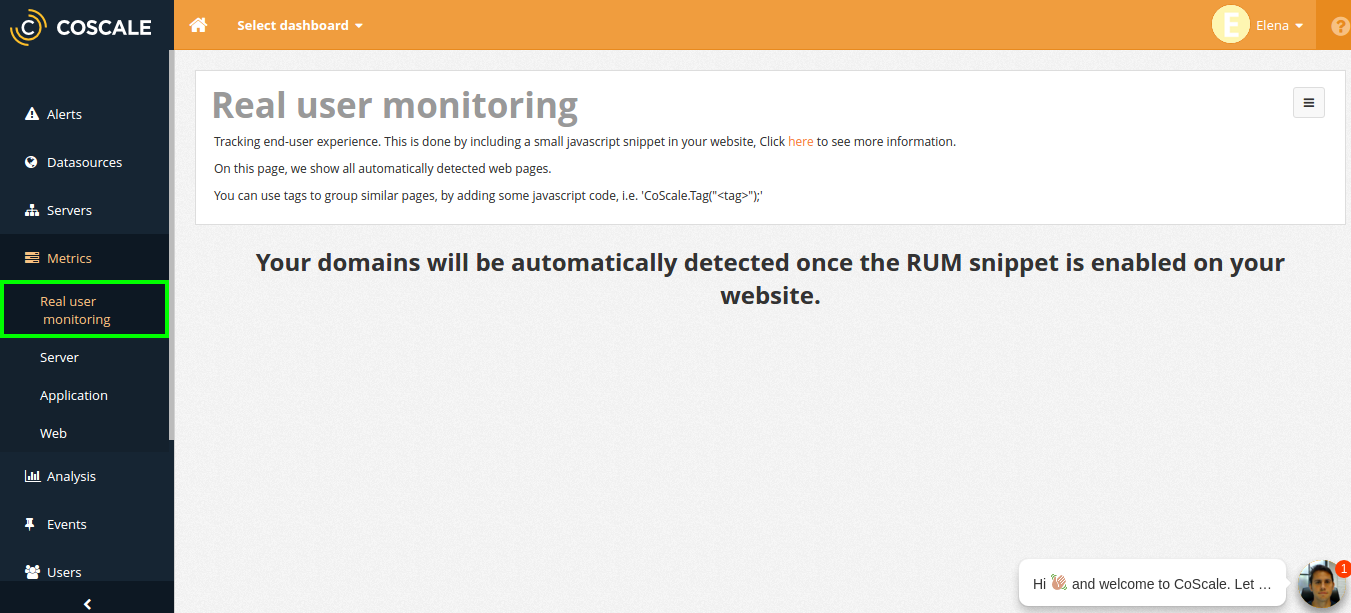 COSCALE
Select dashboard
E
Elena
?
Alerts
Datasources
Servers
Metrics
Real user
monitoring
Server
Application
Web
Analysis
Events
Users
Real user monitoring
Tracking end-user experience. This is done by including a small javascript snippet in your website, Click here to see more information.
On this page, we show all automatically detected web pages.
You can use tags to group similar pages, by adding some javascript code, i.e. 'CoScale.Tag("<tag>");'
Your domains will be automatically detected once the RUM snippet is enabled on your
website.
Hi 👋🏼 and welcome to CoScale. Let ...
1